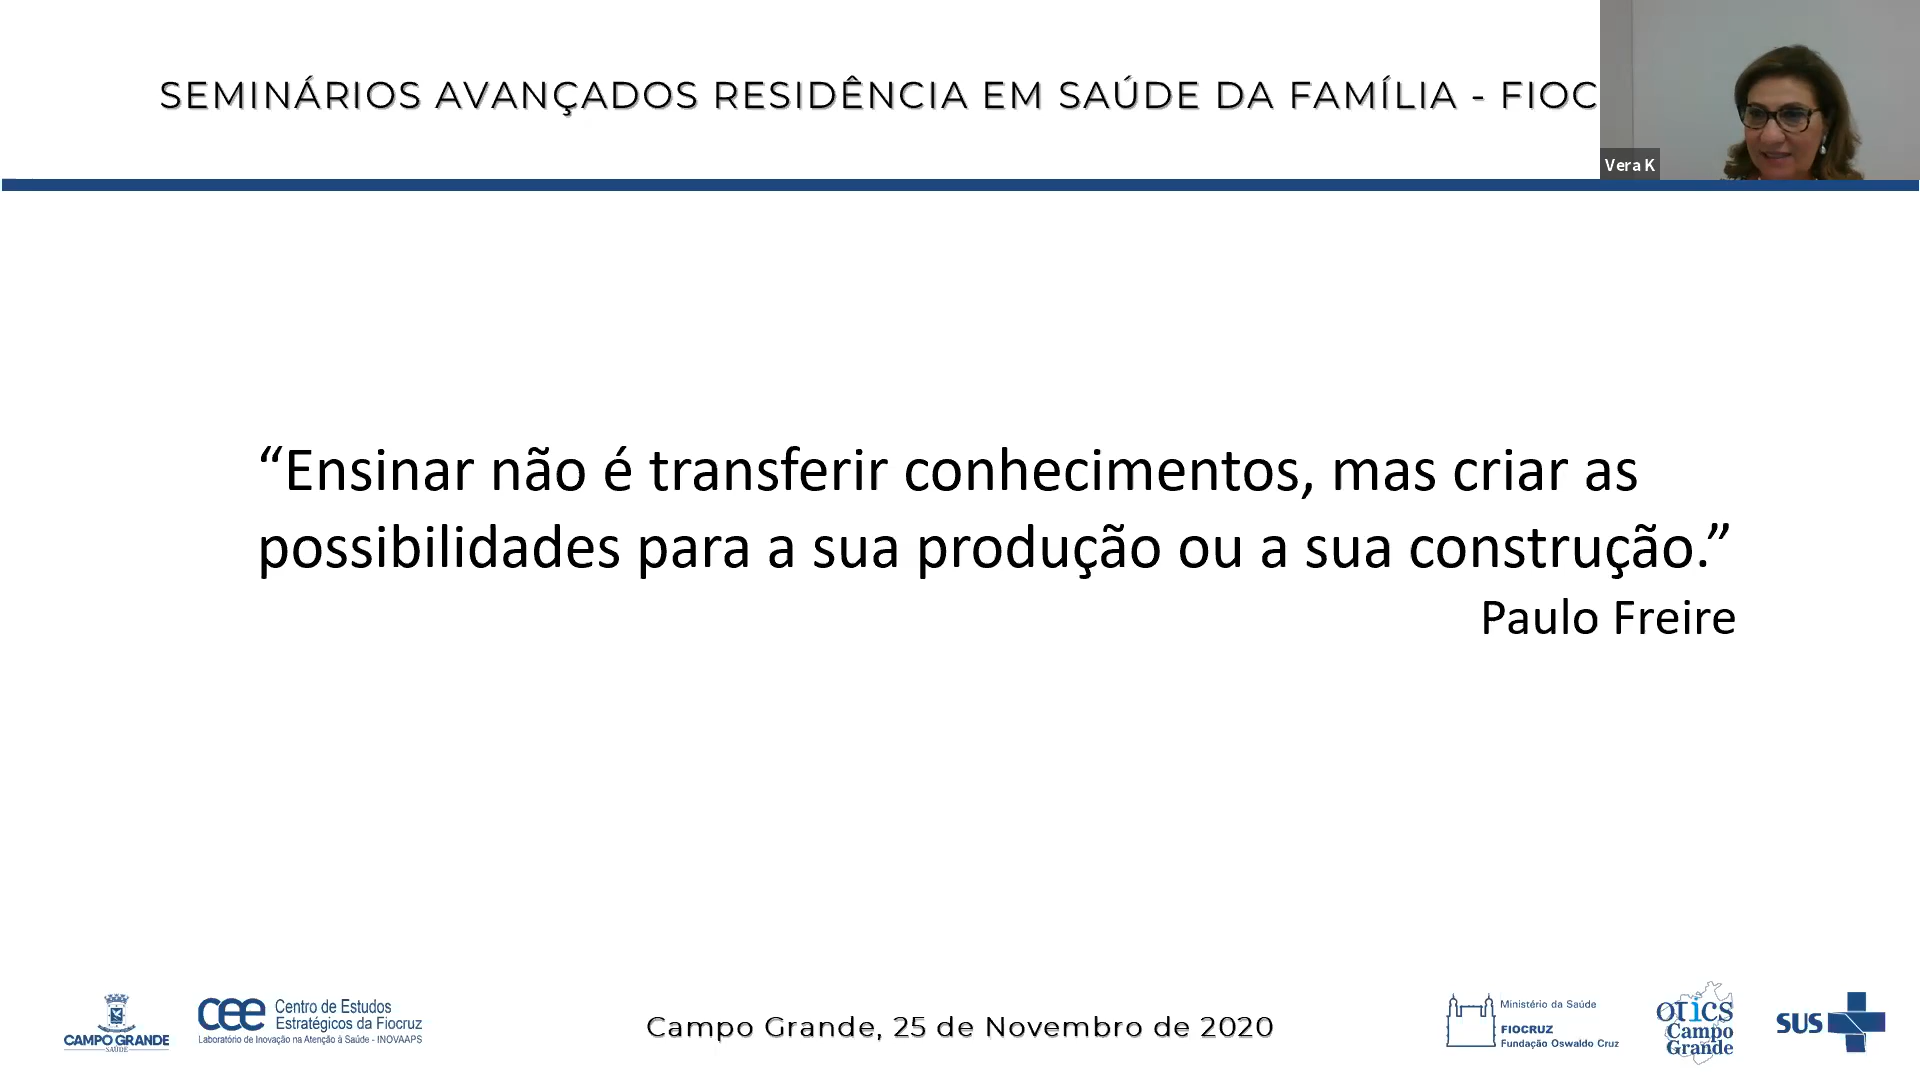 SEMINÁRIOS AVANÇADOS RESIDÊNCIA EM SAÚDE DA FAMÍLIA - FIOC
Vera K
“Ensinar não é transferir conhecimentos, mas criar as
possibilidades para a sua produção ou a sua construção.”
Paulo Freire
CAMPO GRANDE
SAÚDE
cee
Centro de Estudos
Estratégicos da Fiocruz
Laboratório de Inovação na Atenção à Saúde - INOVAAPS
Campo Grande, 25 de Novembro de 2020
Ministério da Saúde
FIOCRUZ
Fundação Oswaldo Cruz
OTICS
Campo
Grande
SUS